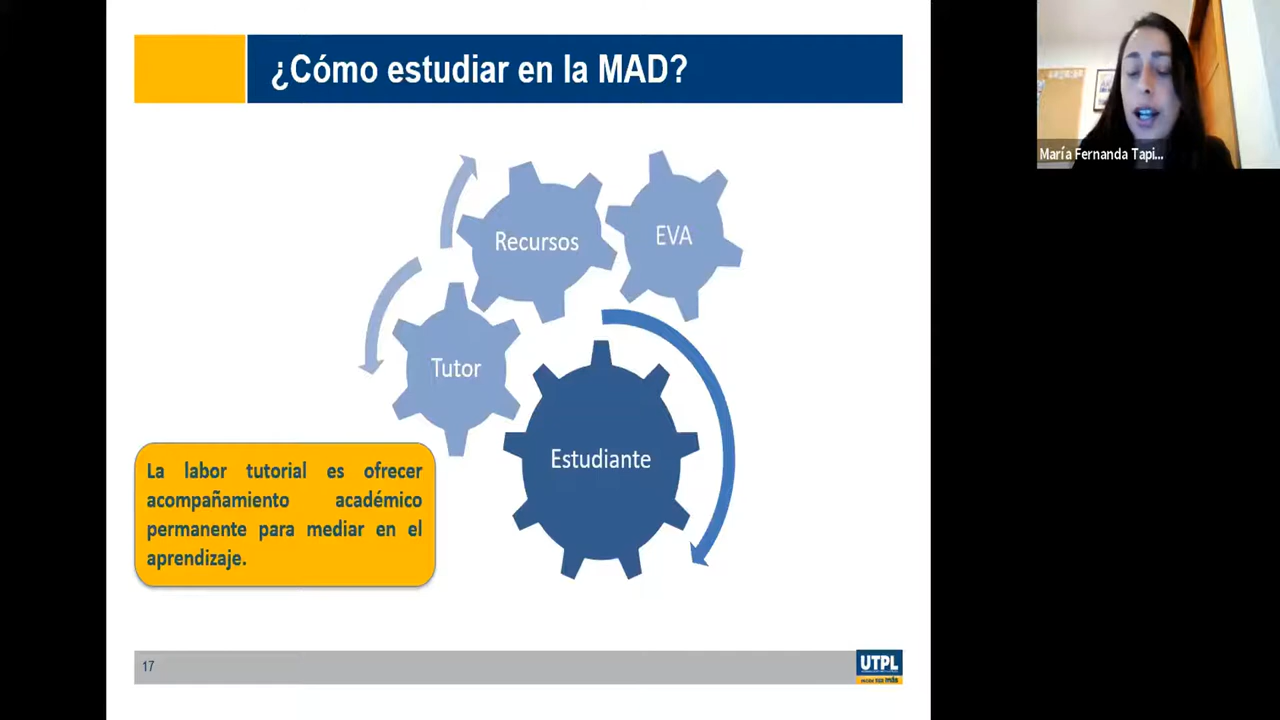 ¿Cómo estudiar en la MAD?
María Fernanda Tapi...
Recursos
EVA
Tutor
Estudiante
La labor tutorial es ofrecer
acompañamiento académico
permanente para mediar en el
aprendizaje.
17
UTPL